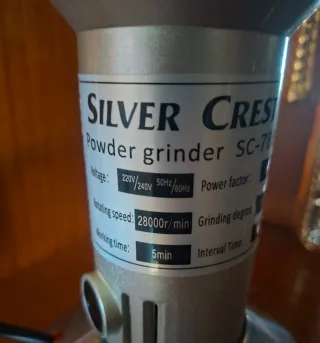 SILVER CREST
Powder grinder SC-78
Voltage: 220V/240V 50Hz/60Hz Power factor:
Rotating speed: 28000r/min Grinding degree:
Working time: 5min Interval Time: